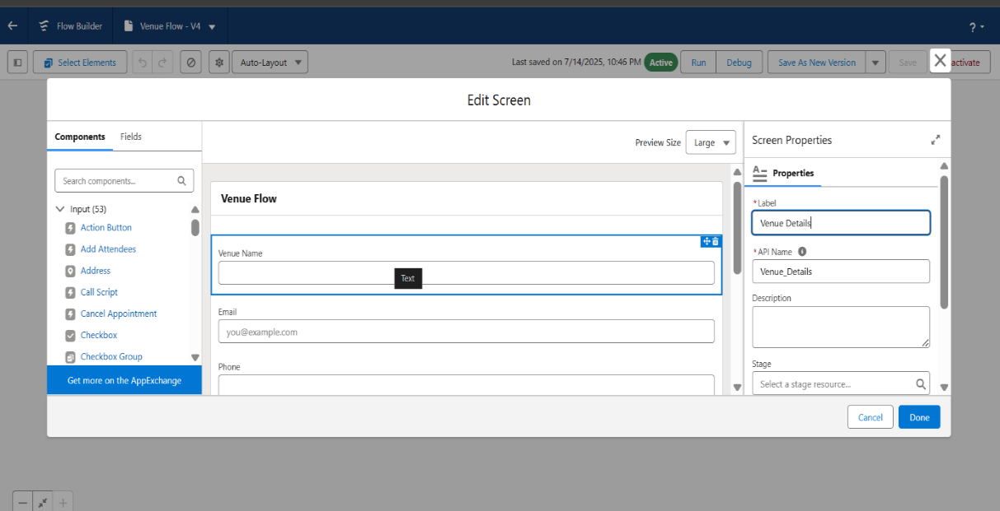 Flow Builder
Venue Flow - V4
?
Select Elements
Auto-Layout
Last saved on 7/14/2025, 10:46 PM
Active
Run
Debug
Save As New Version
Save
activate
Edit Screen
Components
Fields
Search components...
Input (53)
Action Button
Add Attendees
Address
Call Script
Cancel Appointment
Checkbox
Checkbox Group
Get more on the AppExchange
Preview Size
Large
Venue Flow
Venue Name
Text
Email
you@example.com
Phone
Screen Properties
Properties
*Label
Venue Details
*API Name
Venue_Details
Description
Stage
Select a stage resource...
Cancel
Done